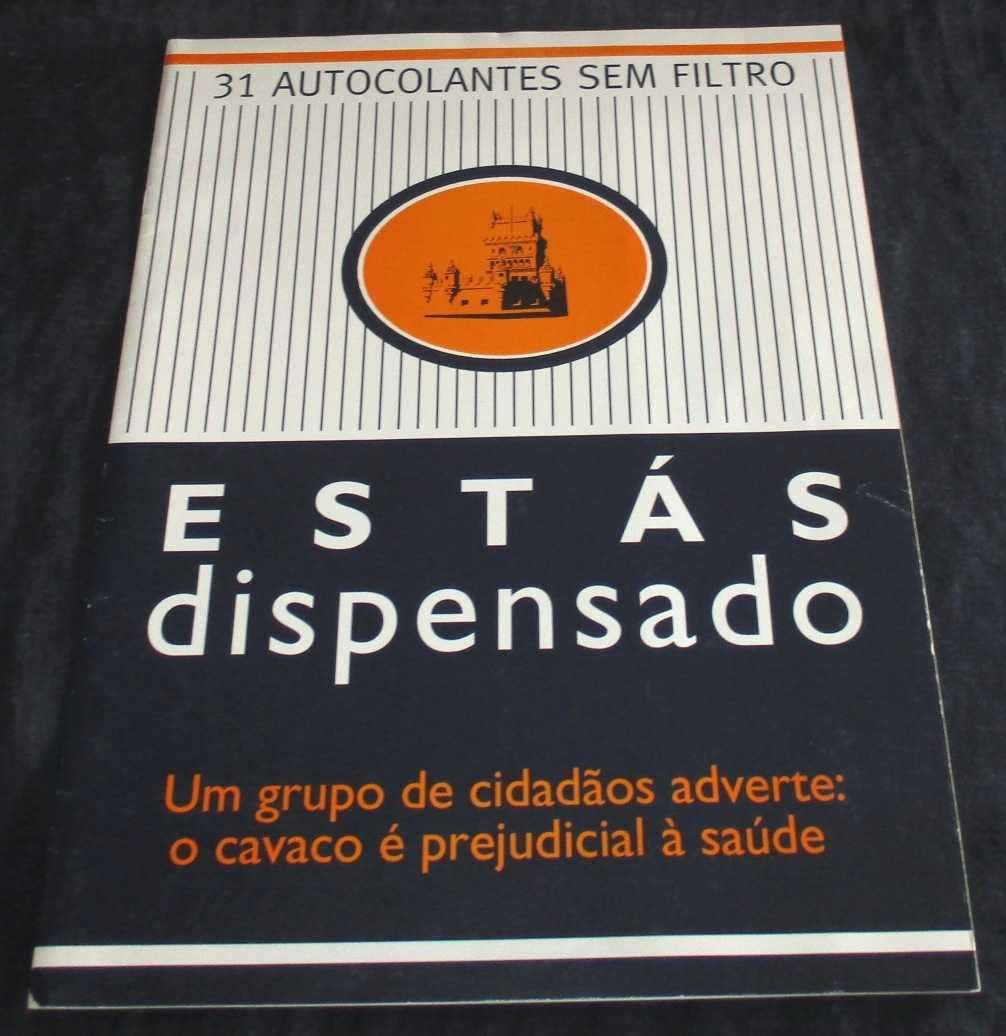 31 AUTOCOLANTES SEM FILTRO
ESTÁS
dispensado
Um grupo de cidadãos adverte:
o cavaco é prejudicial à saúde